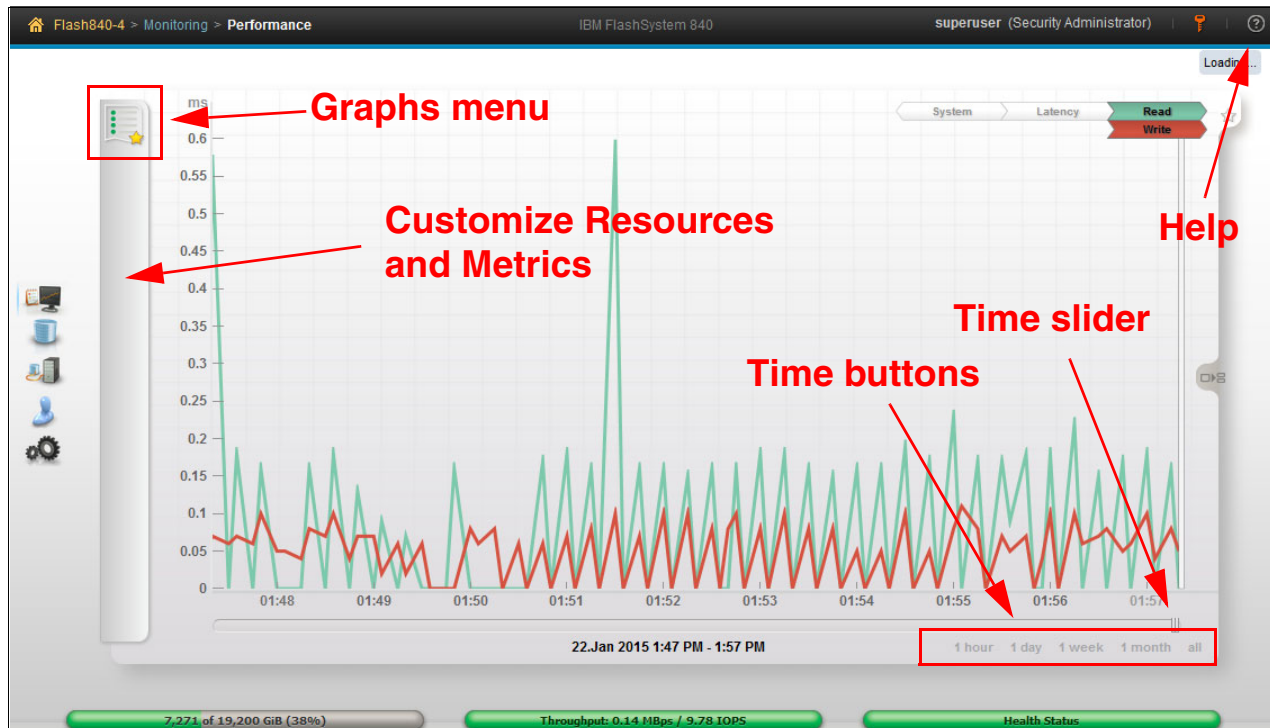 Flash840-4 > Monitoring > Performance
IBM FlashSystem 840
superuser (Security Administrator)
Loading...
Graphs menu
ms
System
Latency
Read
Write
0.6
0.55
0.5
0.45
0.4
0.35
0.3
0.25
0.2
0.15
0.1
0.05
0
Customize Resources
and Metrics
Help
Time slider
Time buttons
01:48 01:49 01:50 01:51 01:52 01:53 01:54 01:55 01:56 01:57
22.Jan 2015 1:47 PM - 1:57 PM
1 hour 1 day 1 week 1 month all
7,271 of 19,200 GiB (38%)
Throughput: 0.14 MBps / 9.78 IOPS
Health Status